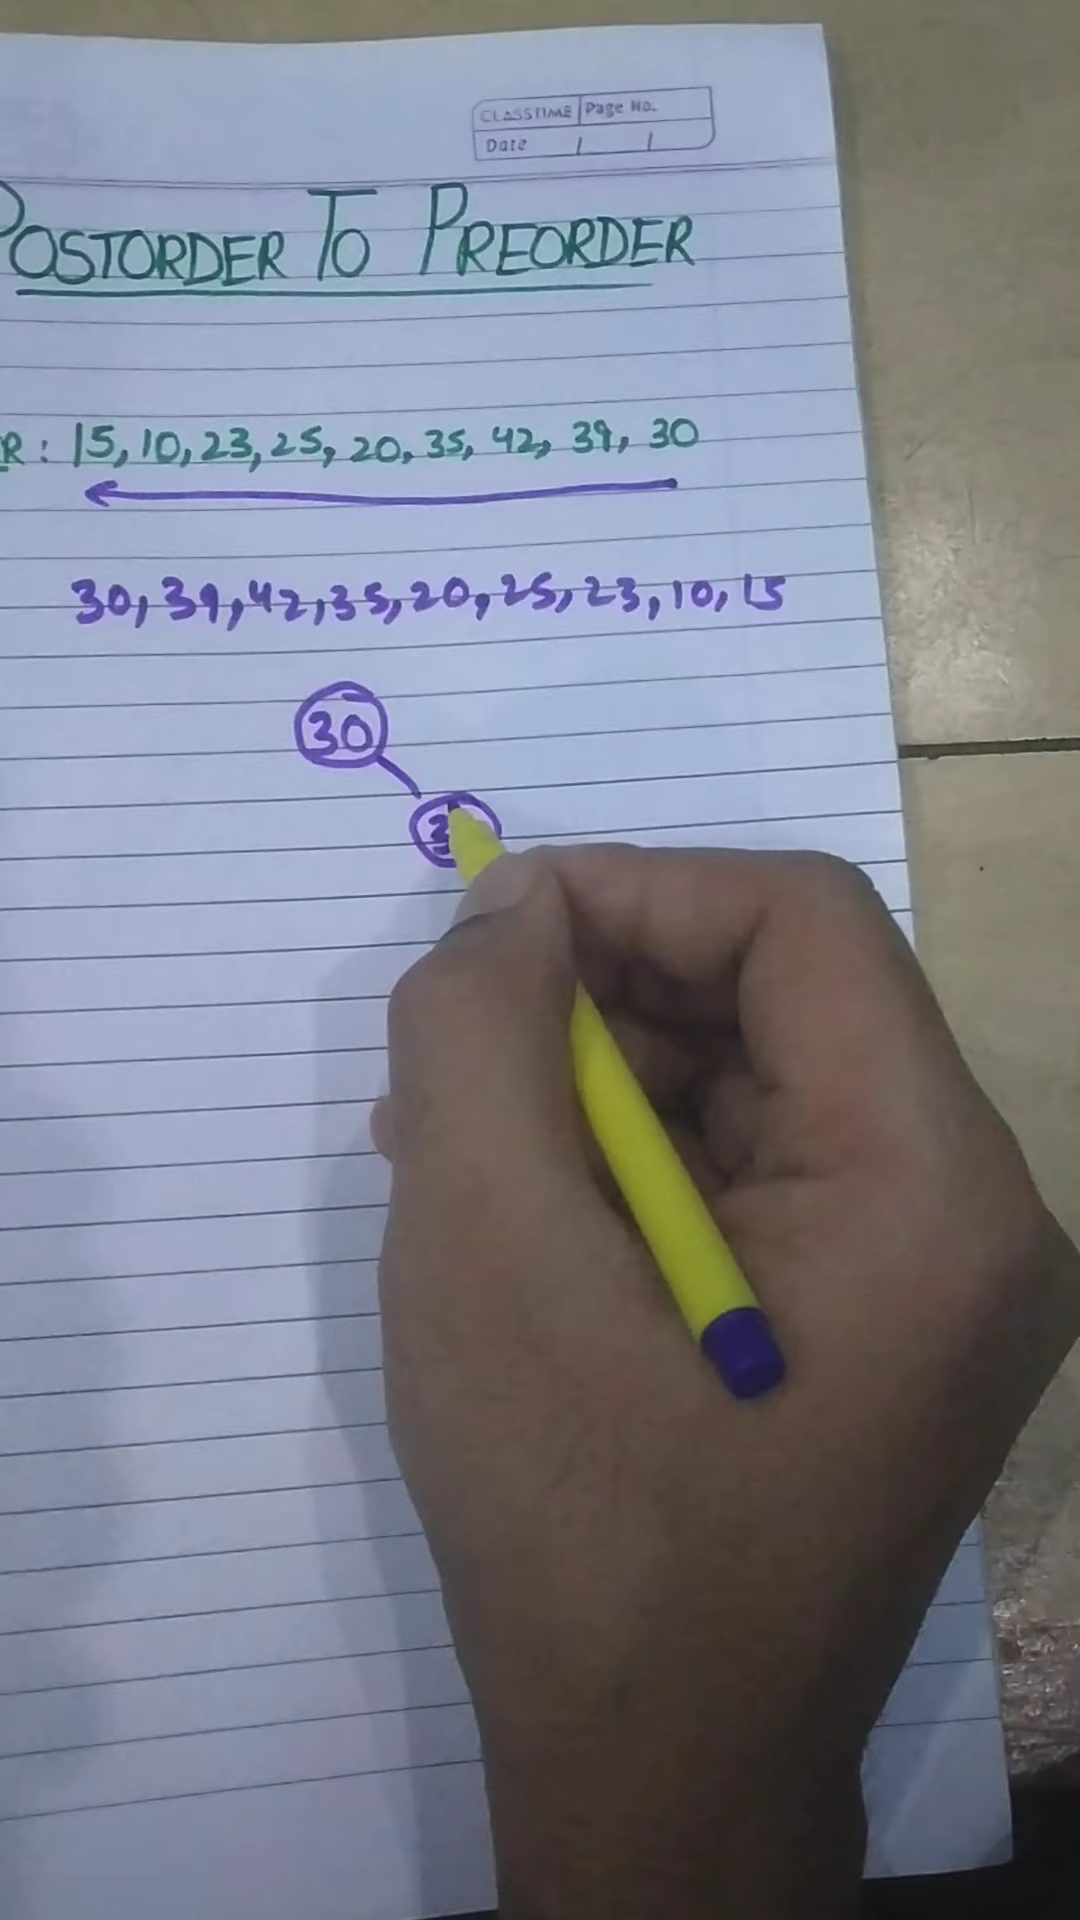 CLASSTIME Page No.
Date / /
POSTORDER TO PREORDER
R: 15, 10, 23, 25, 20, 35, 42, 39, 30
30, 39, 42, 35, 20, 25, 23, 10, 15
30